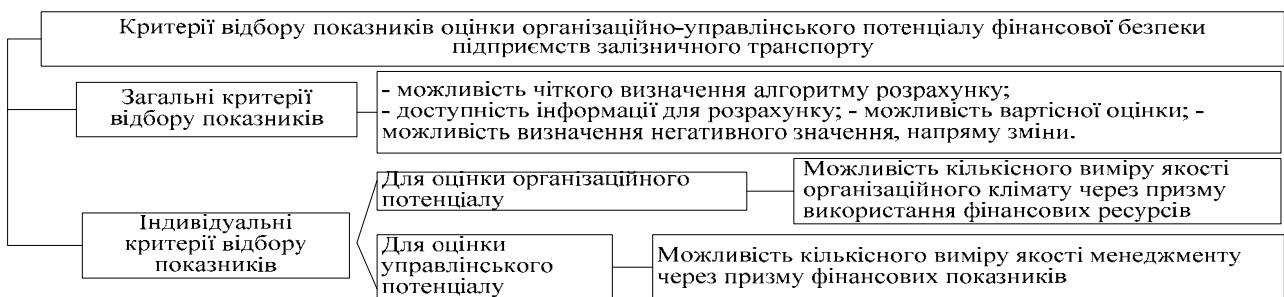 Критерії відбору показників оцінки організаційно-управлінського потенціалу фінансової безпеки
підприємств залізничного транспорту
Загальні критерії
відбору показників
- можливість чіткого визначення алгоритму розрахунку;
- доступність інформації для розрахунку; - можливість вартісної оцінки; -
можливість визначення негативного значення, напряму зміни.
Індивідуальні
критерії відбору
показників
Для оцінки організаційного
потенціалу
Можливість кількісного виміру якості
організаційного клімату через призму
використання фінансових ресурсів
Для оцінки
управлінського
потенціалу
Можливість кількісного виміру якості менеджменту
через призму фінансових показників